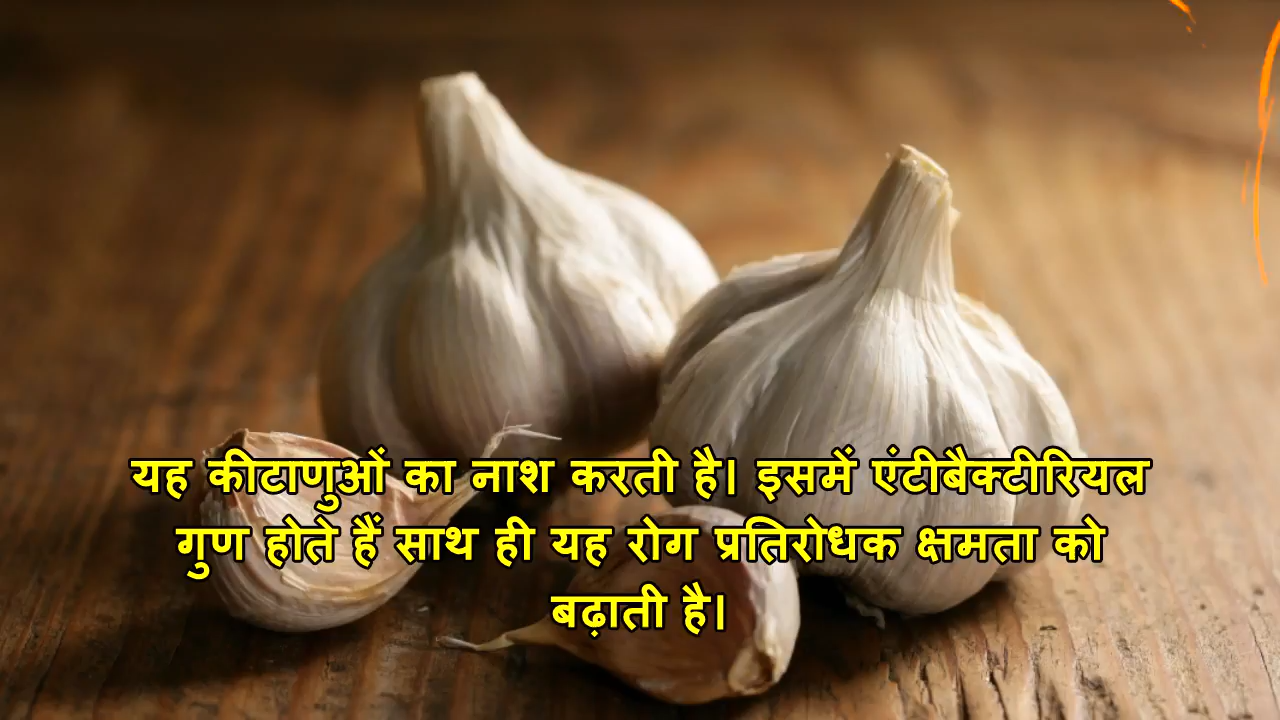 यह कीटाणुओं का नाश करती है। इसमें एंटीबैक्टीरियल
गुण होते हैं साथ ही यह रोग प्रतिरोधक क्षमता को
बढ़ाती है।